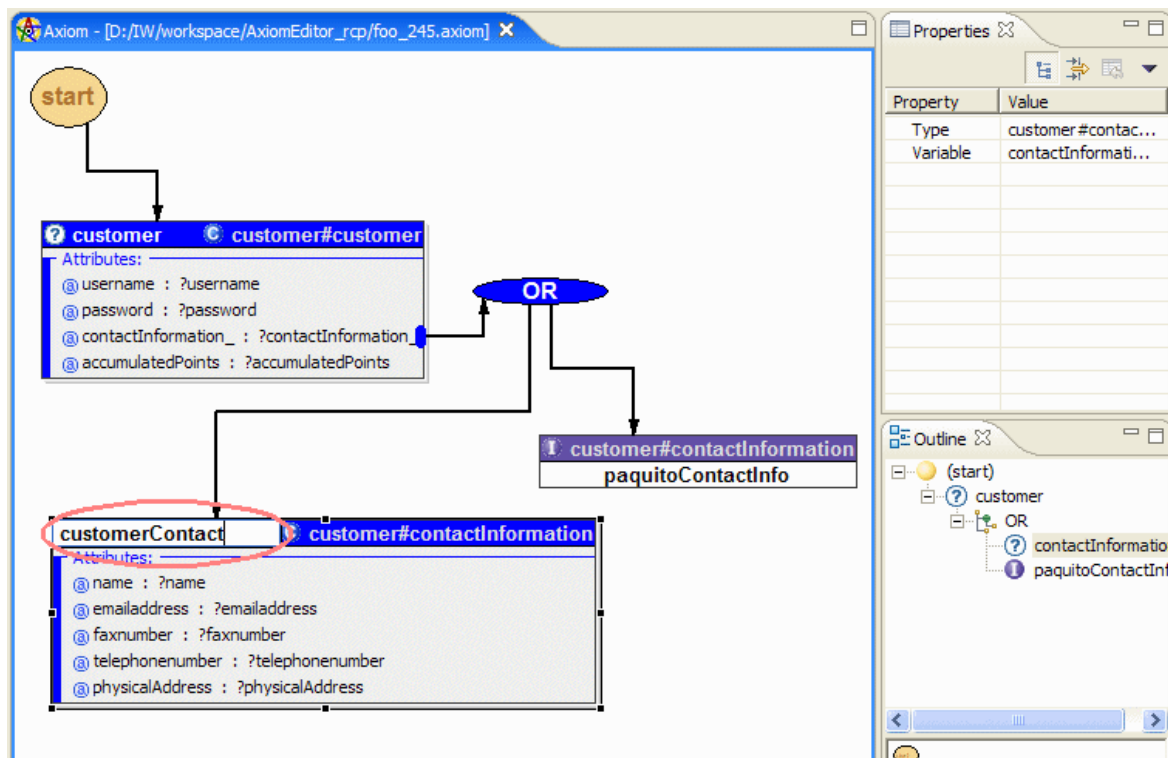 Axiom - [D:/IW/workspace/AxiomEditor_rcp/foo_245.axiom]
start
? customer C customer#customer
Attributes:
@ username : ?username
@ password : ?password
@ contactInformation_ : ?contactInformation_
@ accumulatedPoints : ?accumulatedPoints
OR
I customer#contactInformation
paquitoContactInfo
customerContact customer#contactInformation
Attributes:
@ name : ?name
@ emailaddress : ?emailaddress
@ faxnumber : ?faxnumber
@ telephonenumber : ?telephonenumber
@ physicalAddress : ?physicalAddress
Properties
Property Value
Type customer#contac...
Variable contactInformati...
Outline
(start)
? customer
OR
? contactInformatio
I paquitoContactInf